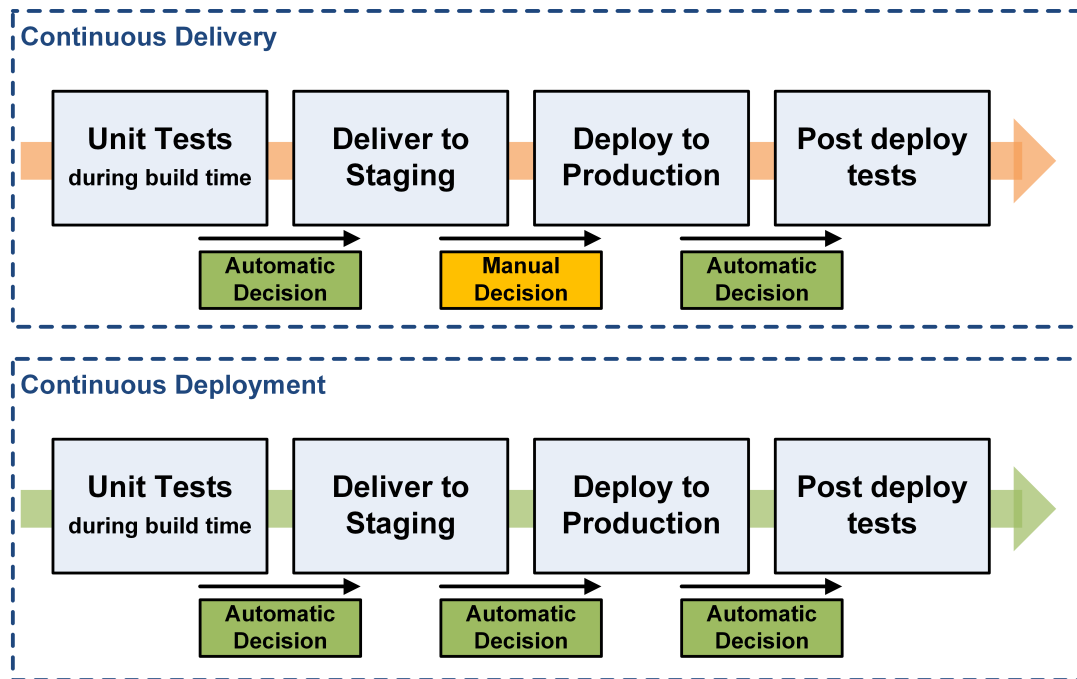 Continuous Delivery
Unit Tests
during build time
Deliver to
Staging
Deploy to
Production
Post deploy
tests
Automatic
Decision
Manual
Decision
Automatic
Decision
Continuous Deployment
Unit Tests
during build time
Deliver to
Staging
Deploy to
Production
Post deploy
tests
Automatic
Decision
Automatic
Decision
Automatic
Decision